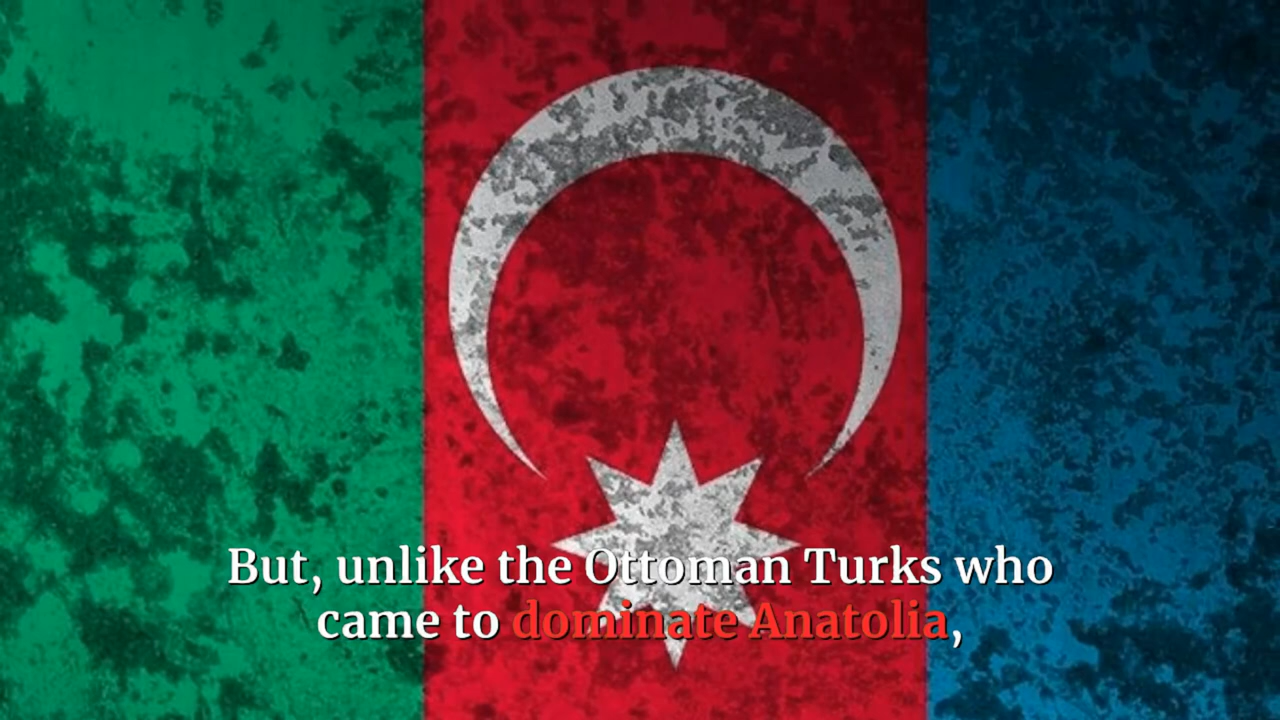 But, unlike the Ottoman Turks who
came to dominate Anatolia,